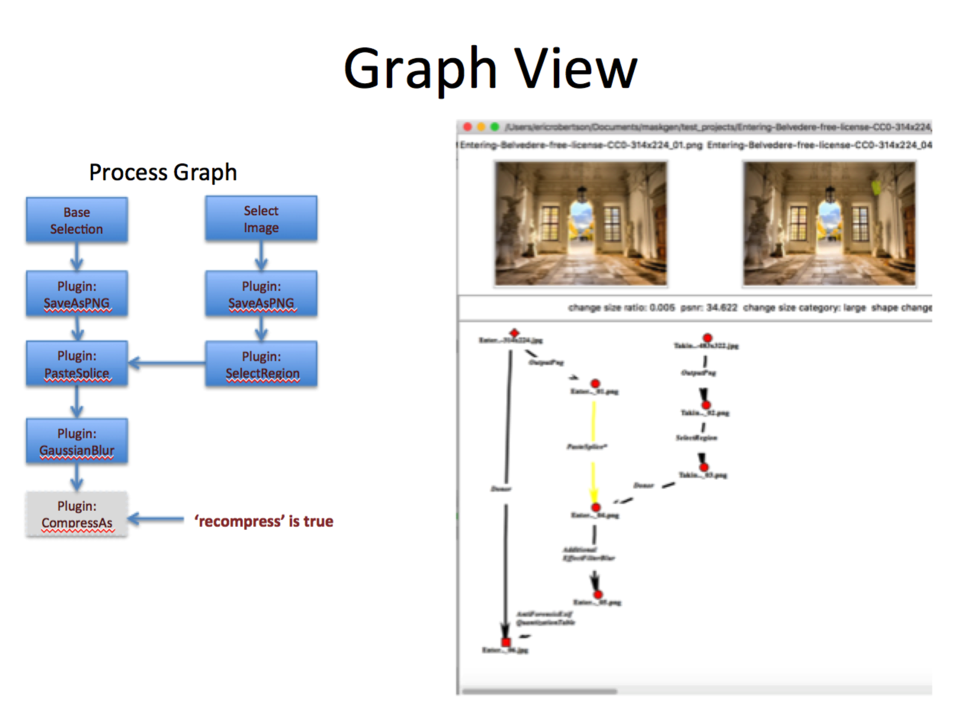 Graph View
Process Graph
Base
Selection
Select
Image
Plugin:
SaveAsPNG
Plugin:
SaveAsPNG
Plugin:
PasteSplice
Plugin:
SelectRegion
Plugin:
GaussianBlur
Plugin:
CompressAs
‘recompress’ is true
/Users/ericrobertson/Documents/maskgen/test_projects/Entering-Belvedere-free-license-CC0-314x224_
Entering-Belvedere-free-license-CC0-314x224_01.png Entering-Belvedere-free-license-CC0-314x224_04
change size ratio: 0.005 psnr: 34.622 change size category: large shape change
Enter...-314x224.jpg
Takin...-483x322.jpg
OutputPng
OutputPng
Enter..._01.png
Takin..._02.png
PasteSplice*
SelectRegion
Takin..._03.png
Donor
Donor
Enter..._04.png
Additional
EffectFilterBlur
Enter..._05.png
AntiForensicExif
QuantizationTable
Enter..._06.jpg